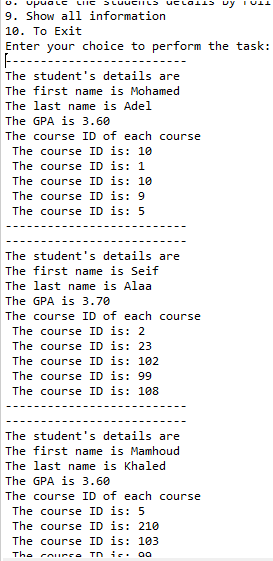 8. Update the students details by Roll
9. Show all information
10. To Exit
Enter your choice to perform the task:
--------------------------
The student's details are
The first name is Mohamed
The last name is Adel
The GPA is 3.60
The course ID of each course
The course ID is: 10
The course ID is: 1
The course ID is: 10
The course ID is: 9
The course ID is: 5
--------------------------
--------------------------
The student's details are
The first name is Seif
The last name is Alaa
The GPA is 3.70
The course ID of each course
The course ID is: 2
The course ID is: 23
The course ID is: 102
The course ID is: 99
The course ID is: 108
--------------------------
--------------------------
The student's details are
The first name is Mamhoud
The last name is Khaled
The GPA is 3.60
The course ID of each course
The course ID is: 5
The course ID is: 210
The course ID is: 103
The course ID is: 99